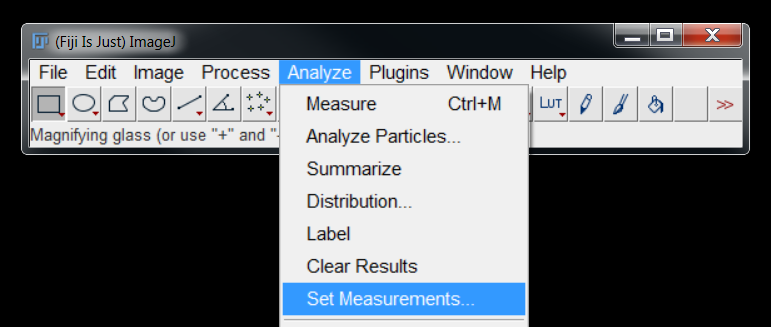 (Fiji Is Just) ImageJ
File Edit Image Process Analyze Plugins Window Help
LUT >>
Magnifying glass (or use "+" and "-
Measure Ctrl+M
Analyze Particles...
Summarize
Distribution...
Label
Clear Results
Set Measurements...